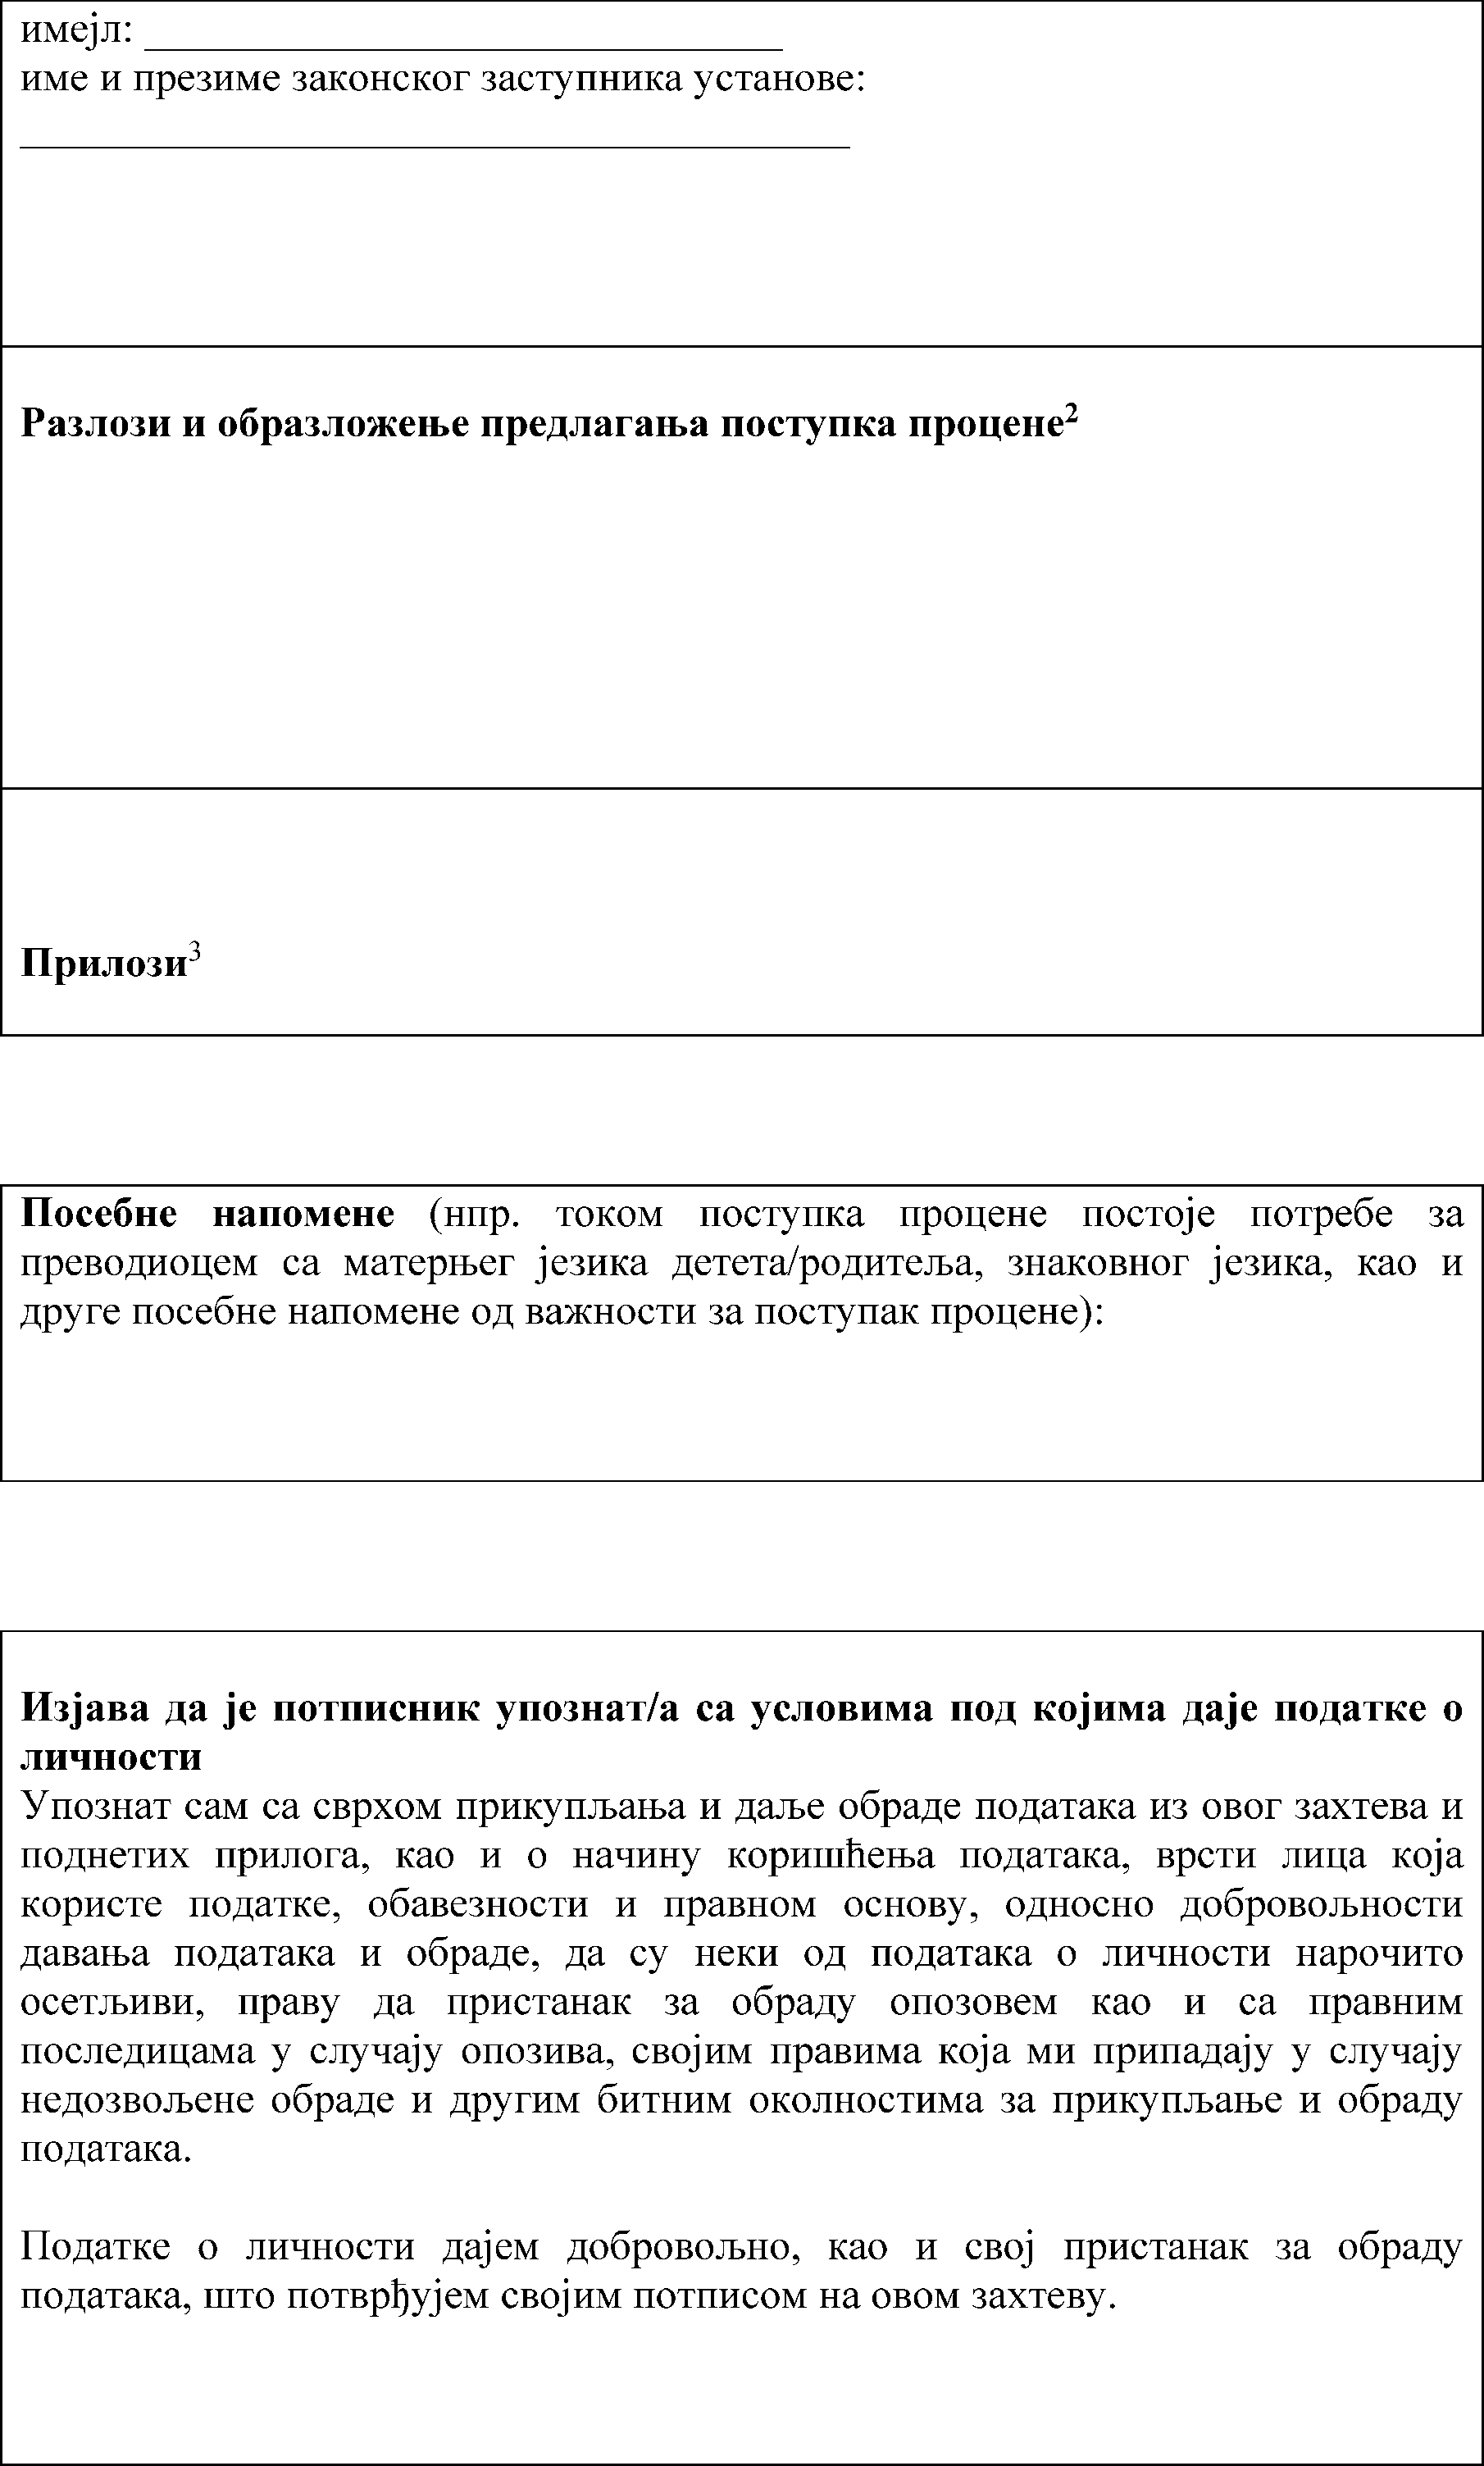 имејл: ______________________________
име и презиме законског заступника установе:
_______________________________________
Разлози и образложење предлагања поступка процене²
Прилози³
Посебне напомене (нпр. током поступка процене постоје потребе за
преводиоцем са матерњег језика детета/родитеља, знаковног језика, као и
друге посебне напомене од важности за поступак процене):
Изјава да је потписник упознат/а са условима под којима даје податке о
личности
Упознат сам са сврхом прикупљања и даље обраде података из овог захтева и
поднетих прилога, као и о начину коришћења података, врсти лица која
користе податке, обавезности и правном основу, односно добровољности
давања података и обраде, да су неки од података о личности нарочито
осетљиви, праву да пристанак за обраду опозовем као и са правним
последицама у случају опозива, својим правима која ми припадају у случају
недозвољене обраде и другим битним околностима за прикупљање и обраду
података.
Податке о личности дајем добровољно, као и свој пристанак за обраду
података, што потврђујем својим потписом на овом захтеву.